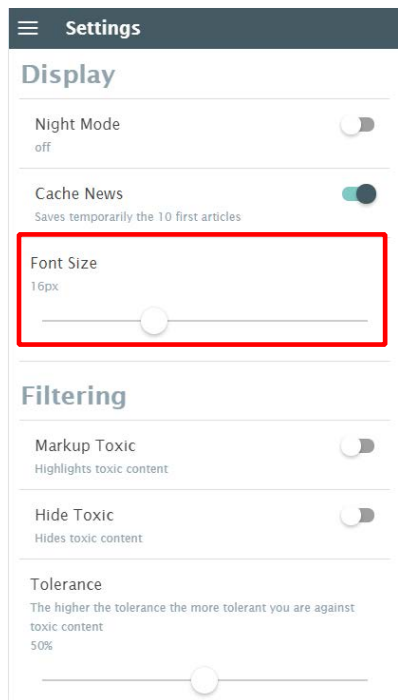 Settings
Display
Night Mode
off
Cache News
Saves temporarily the 10 first articles
Font Size
16px
Filtering
Markup Toxic
Highlights toxic content
Hide Toxic
Hides toxic content
Tolerance
The higher the tolerance the more tolerant you are against
toxic content
50%